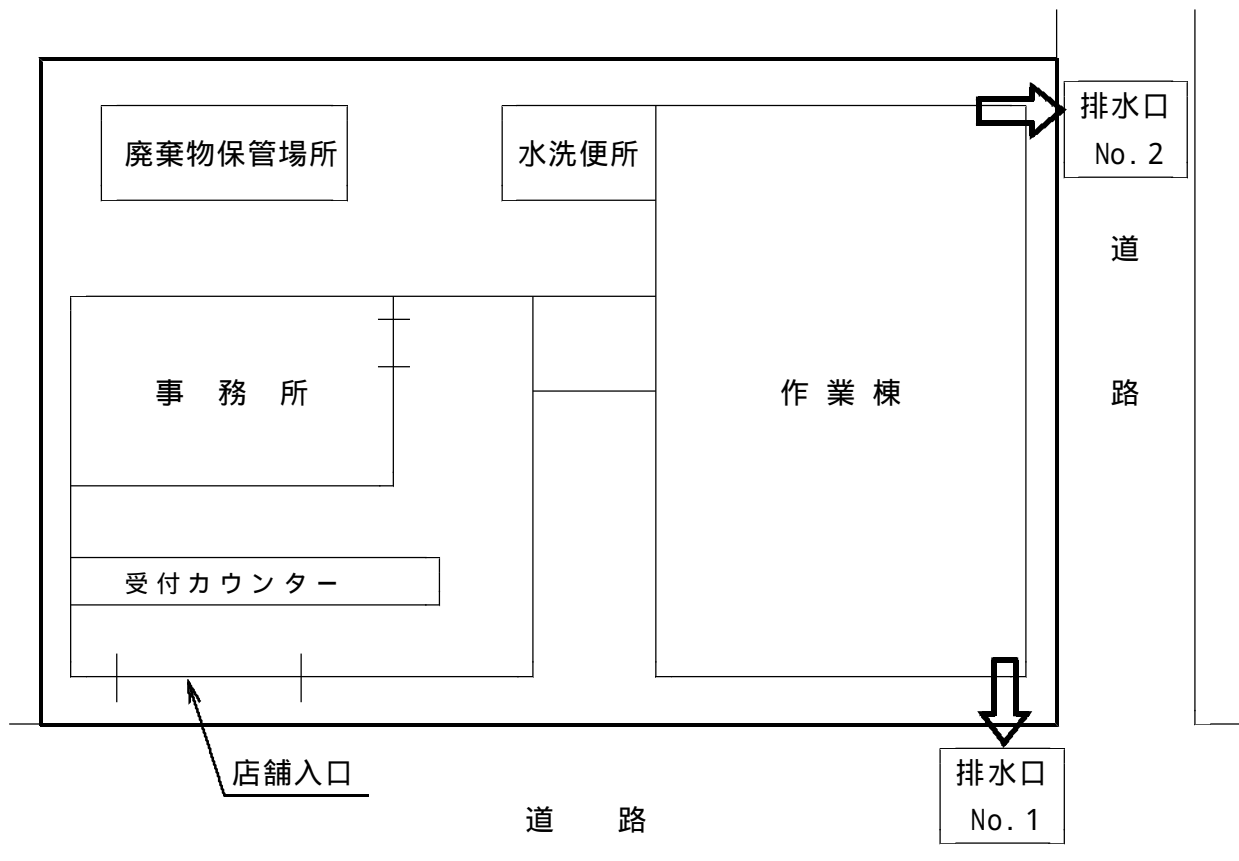 排水口
No. 2
廃棄物保管場所
水洗便所
道
路
事 務 所
作 業 棟
受付カウンター
店舗入口
排水口
No. 1
道 路